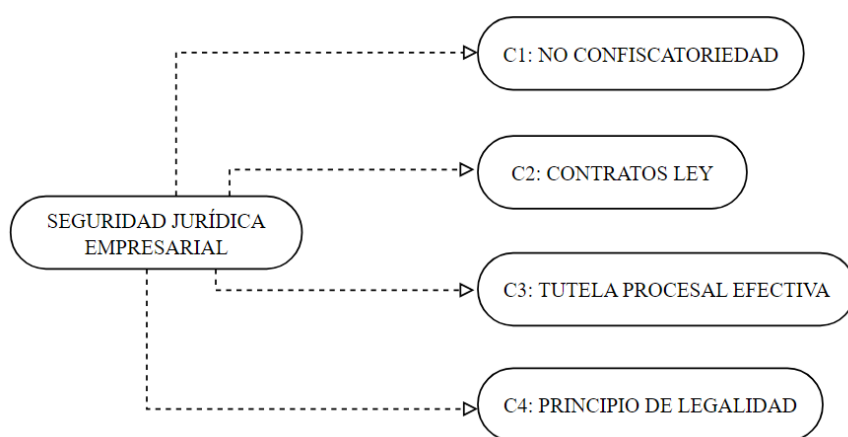 C1: NO CONFISCATORIEDAD
C2: CONTRATOS LEY
SEGURIDAD JURÍDICA
EMPRESARIAL
C3: TUTELA PROCESAL EFECTIVA
C4: PRINCIPIO DE LEGALIDAD